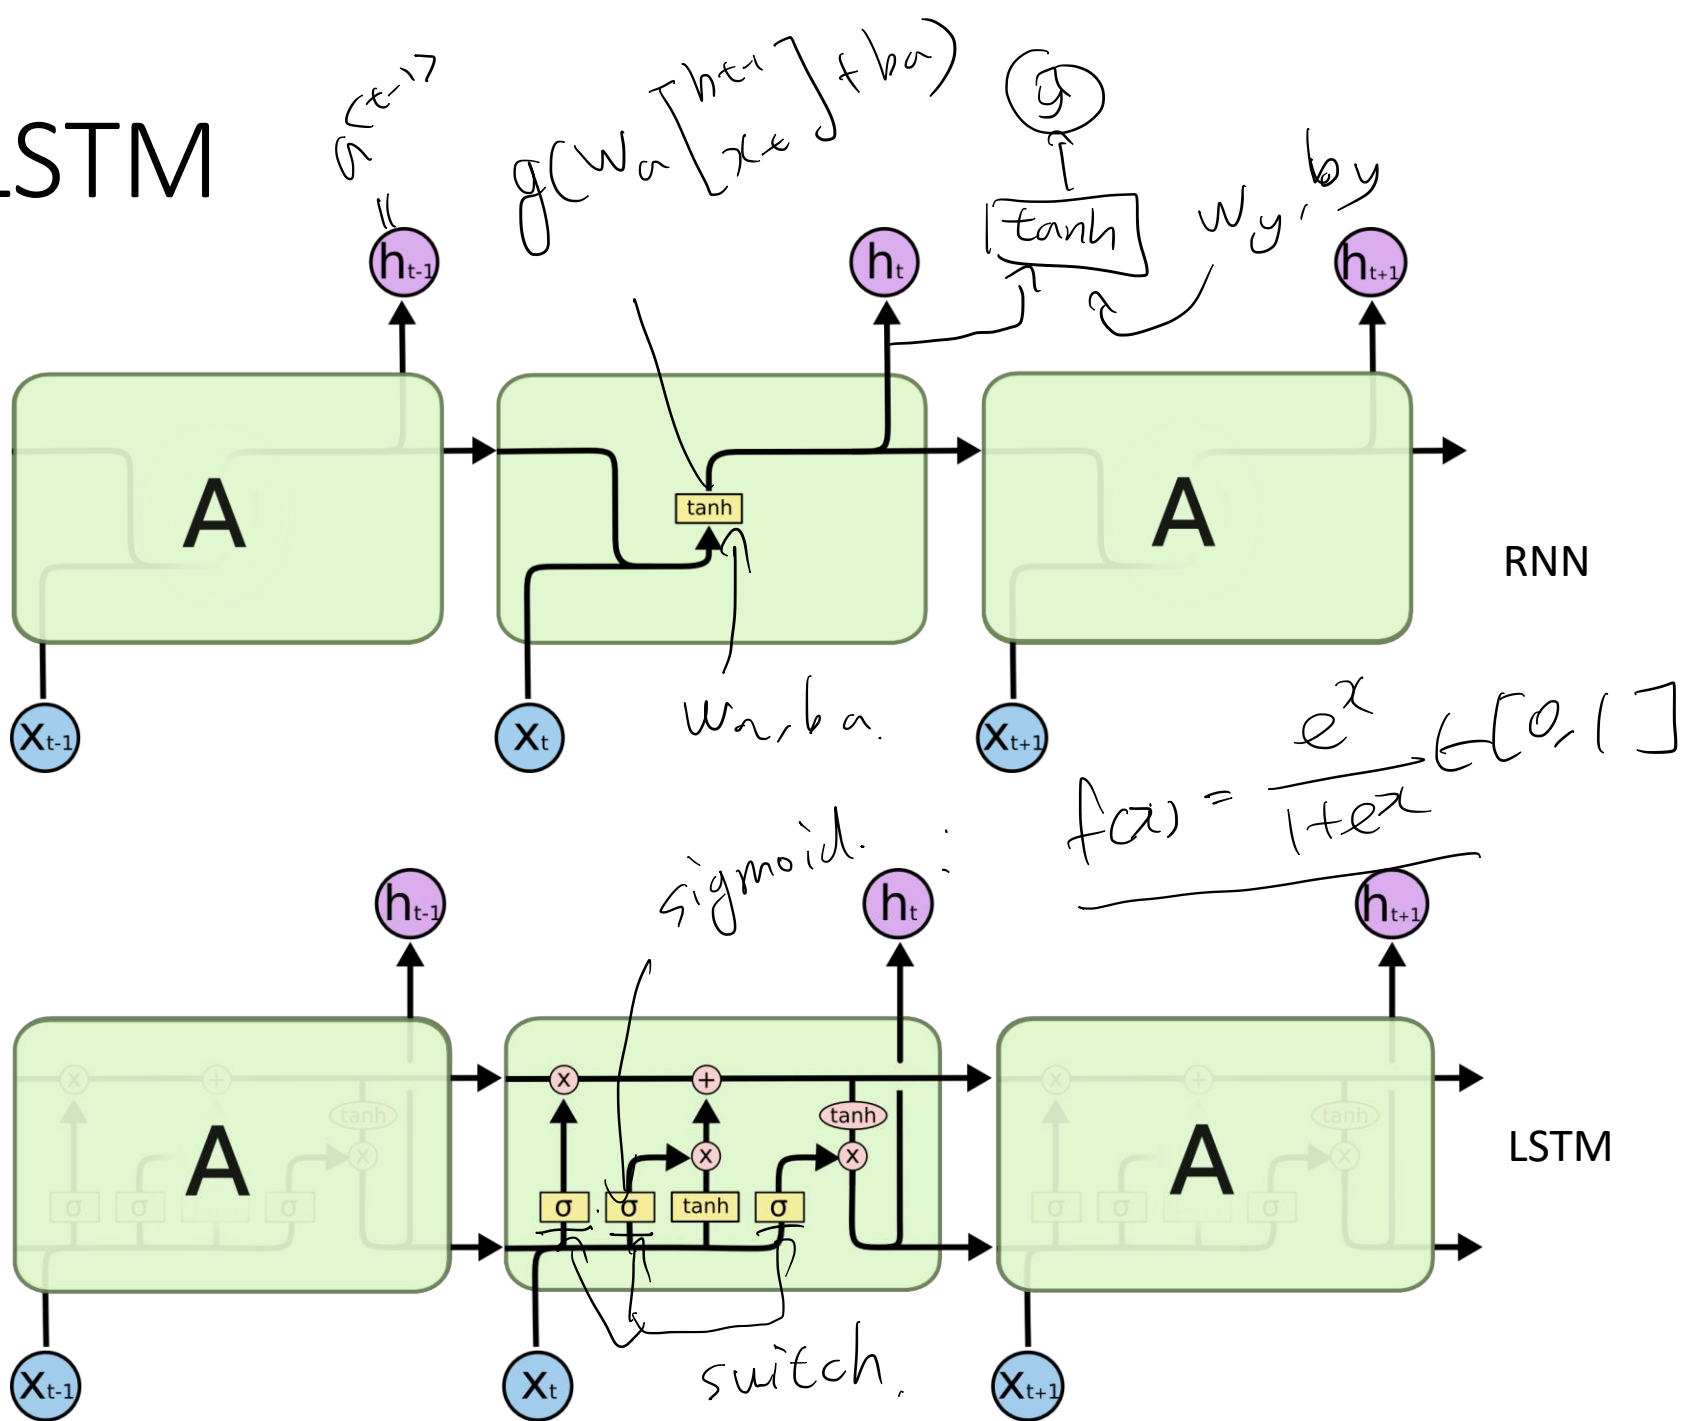 LSTM
a<t-1>
g(Wa [ht-1 xt] + ba)
y
tanh
Wy, by
=
ht-1
ht
ht+1
A
tanh
A
RNN
Xt-1
Xt
Wa, ba.
Xt+1
f(x) = e^x / 1+e^x ∈ [0, 1]
sigmoid. :
ht-1
ht
ht+1
x
+
tanh
x
+
tanh
x
+
tanh
A
x
x
x
A
x
LSTM
σ
σ
σ
σ
σ
tanh
σ
σ
σ
σ
switch.
Xt-1
Xt
Xt+1